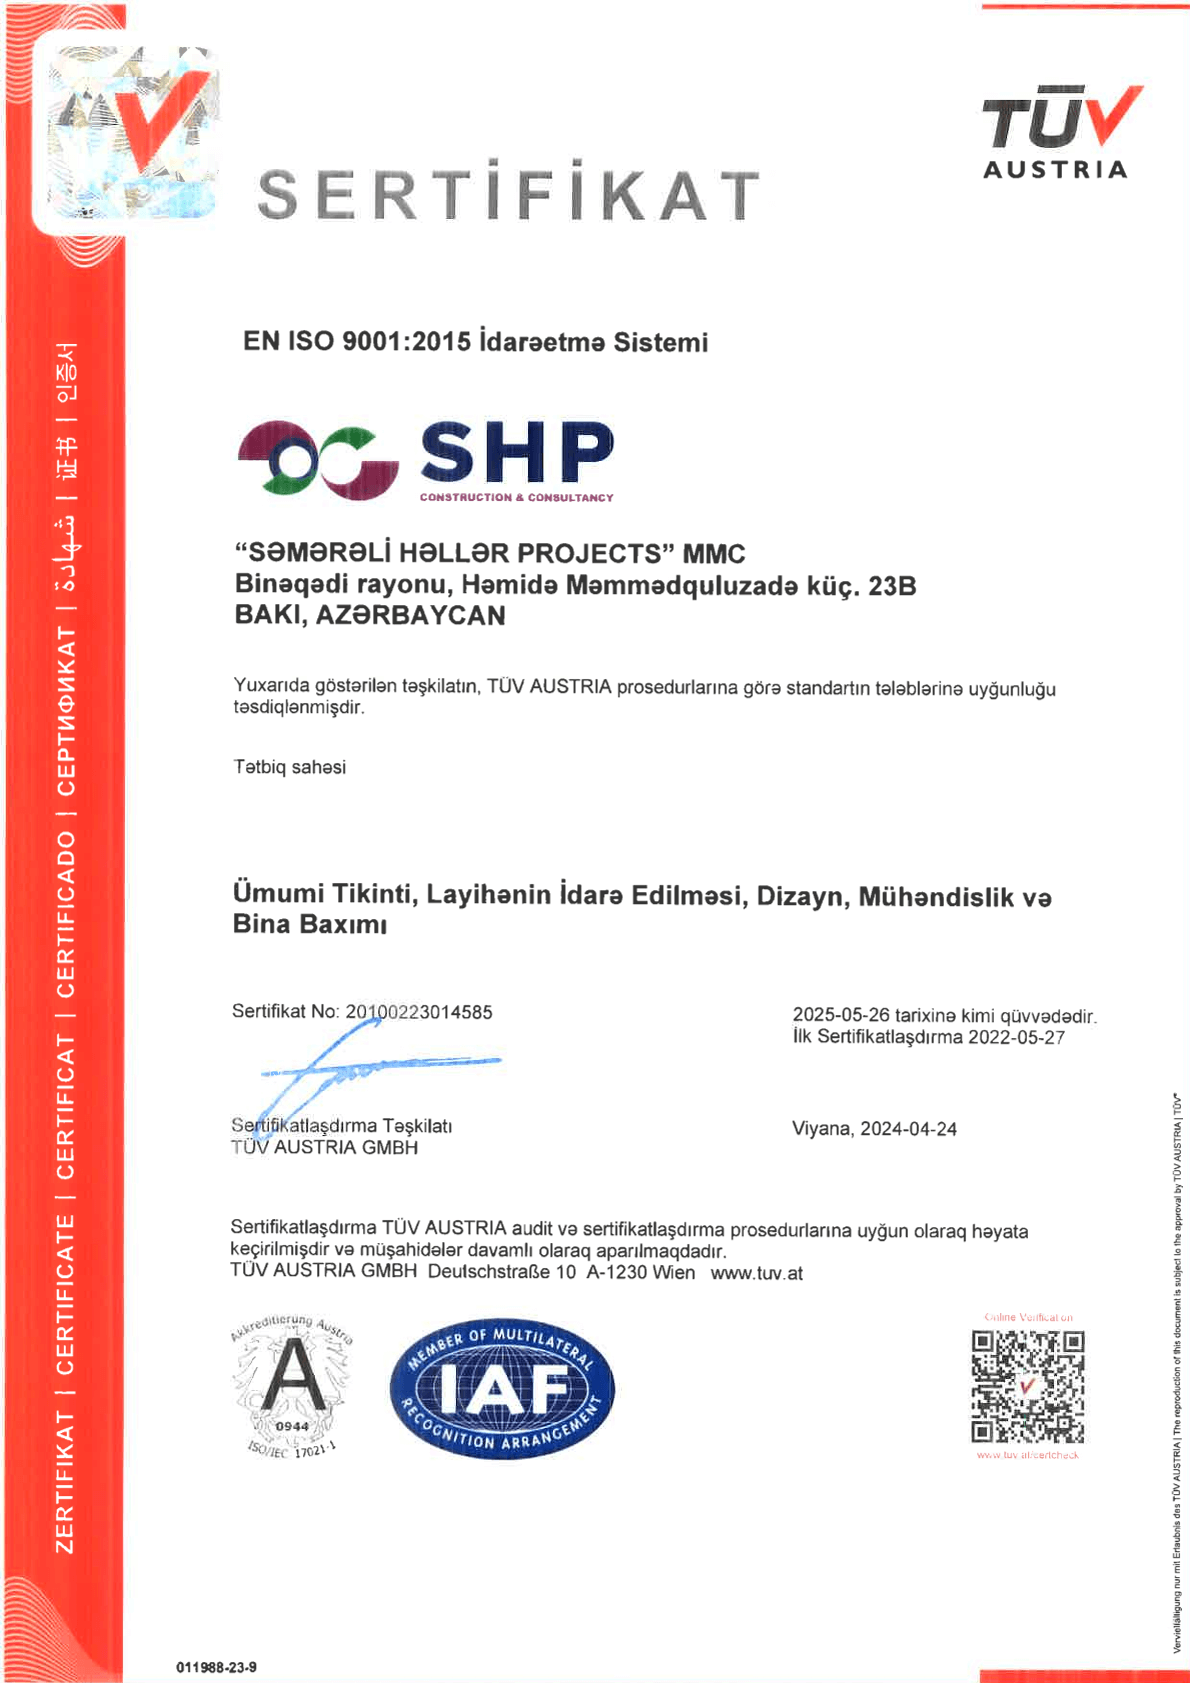 TÜV
AUSTRIA
SERTİFİKAT
EN ISO 9001:2015 İdarəetmə Sistemi
SHP
CONSTRUCTION & CONSULTANCY
“SƏMƏRƏLİ HƏLLƏR PROJECTS” MMC
Binəqədi rayonu, Həmidə Məmmədquluzadə küç. 23B
BAKI, AZƏRBAYCAN
Yuxarıda göstərilən təşkilatın, TÜV AUSTRIA prosedurlarına görə standartın tələblərinə uyğunluğu
təsdiqlənmişdir.
Tətbiq sahəsi
Ümumi Tikinti, Layihənin İdarə Edilməsi, Dizayn, Mühəndislik və
Bina Baxımı
Sertifikat No: 20100223014585
2025-05-26 tarixinə kimi qüvvədədir.
İlk Sertifikatlaşdırma 2022-05-27
Sertifikatlaşdırma Təşkilatı
TÜV AUSTRIA GMBH
Viyana, 2024-04-24
Sertifikatlaşdırma TÜV AUSTRIA audit və sertifikatlaşdırma prosedurlarına uyğun olaraq həyata
keçirilmişdir və müşahidələr davamlı olaraq aparılmaqdadır.
TÜV AUSTRIA GMBH Deutschstraße 10 A-1230 Wien www.tuv.at
Akkreditierung Austria
A
0944
ISO/IEC 17021-1
MEMBER OF MULTILATERAL
IAF
RECOGNITION ARRANGEMENT
Online Verification
www.tuv.at/certcheck
011988-23-9
ZERTIFIKAT | CERTIFICATE | CERTIFICAT | CERTIFICADO | СЕРТИФИКАТ | شهادة | 证书 | 인증서
Vervielfältigung nur mit Erlaubnis des TÜV AUSTRIA | The reproduction of this document is subject to the approval by TÜV AUSTRIA | TÜV®